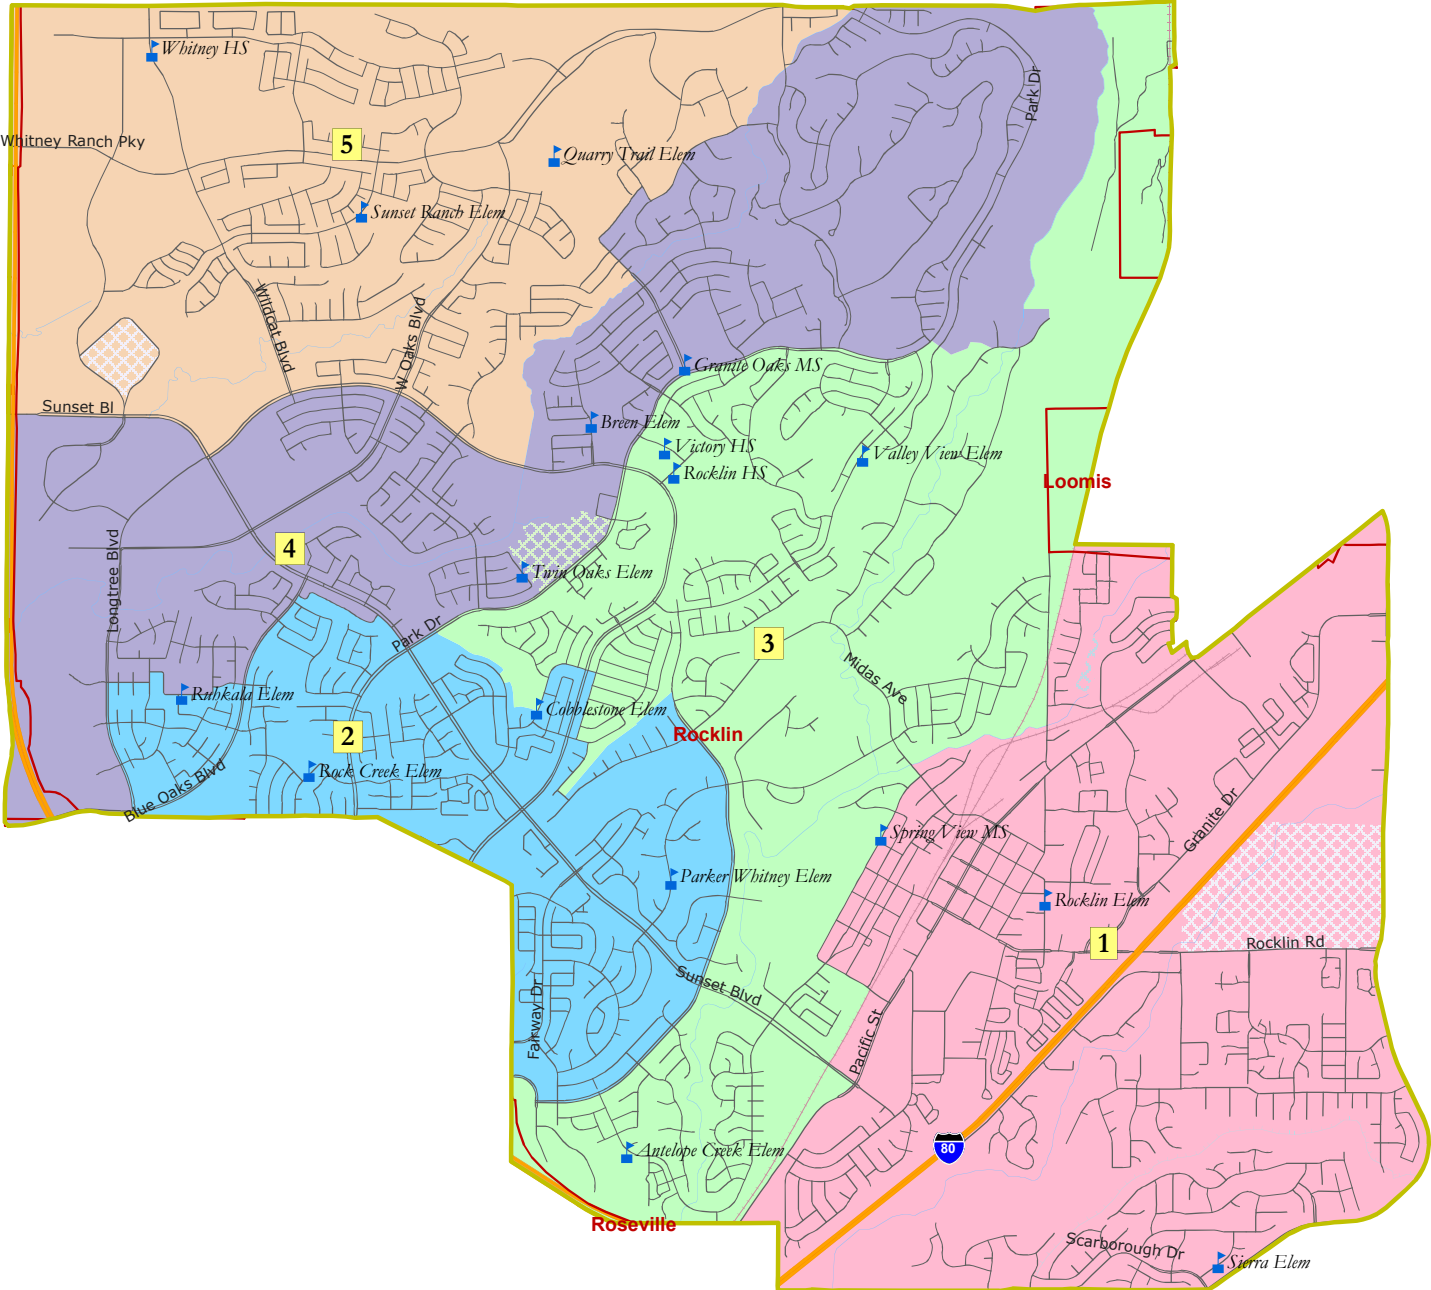 Whitney HS
Park Dr
Whitney Ranch Pky
5
Quarry Trail Elem
Sunset Ranch Elem
Wildcat Blvd
W Oaks Blvd
Granite Oaks MS
Sunset Bl
Breen Elem
Victory HS
Valley View Elem
Rocklin HS
Loomis
4
Twin Oaks Elem
Longtree Blvd
Park Dr
3
Midas Ave
Ruhkala Elem
Cobblestone Elem
2
Rocklin
Rock Creek Elem
Blue Oaks Blvd
Granite Dr
Spring View MS
Parker Whitney Elem
Rocklin Elem
1
Rocklin Rd
Sunset Blvd
Fairway Dr
Pacific St
80
Antelope Creek Elem
Roseville
Scarborough Dr
Sierra Elem